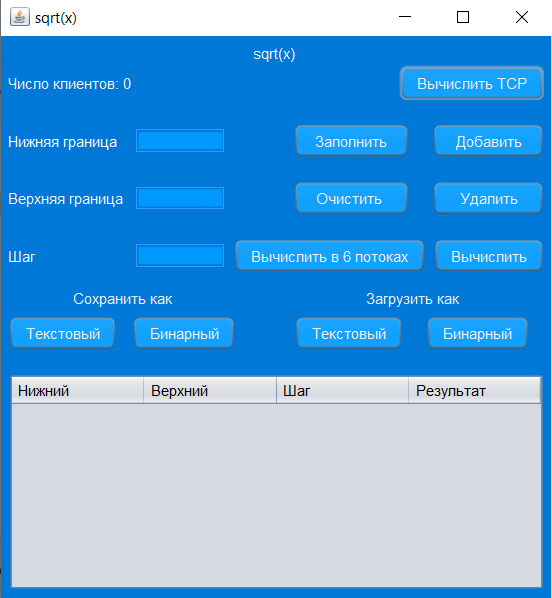 sqrt(x)
sqrt(x)
Число клиентов: 0 Вычислить TCP
Нижняя граница Заполнить Добавить
Верхняя граница Очистить Удалить
Шаг Вычислить в 6 потоках Вычислить
Сохранить как Загрузить как
Текстовый Бинарный Текстовый Бинарный
Нижний Верхний Шаг Результат